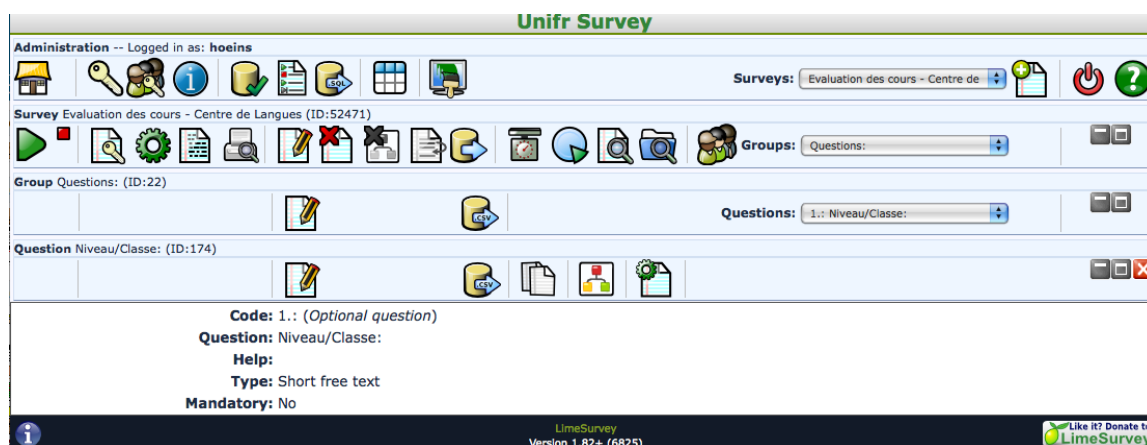 Unifr Survey
Administration -- Logged in as: hoeins
SQL
Surveys: Evaluation des cours - Centre de
Survey Evaluation des cours - Centre de Langues (ID:52471)
Groups: Questions:
Group Questions: (ID:22)
CSV
Questions: 1.: Niveau/Classe:
Question Niveau/Classe: (ID:174)
CSV
Code: 1.: (Optional question)
Question: Niveau/Classe:
Help:
Type: Short free text
Mandatory: No
LimeSurvey
Version 1.82+ (6825)
Like it? Donate t
LimeSurvey